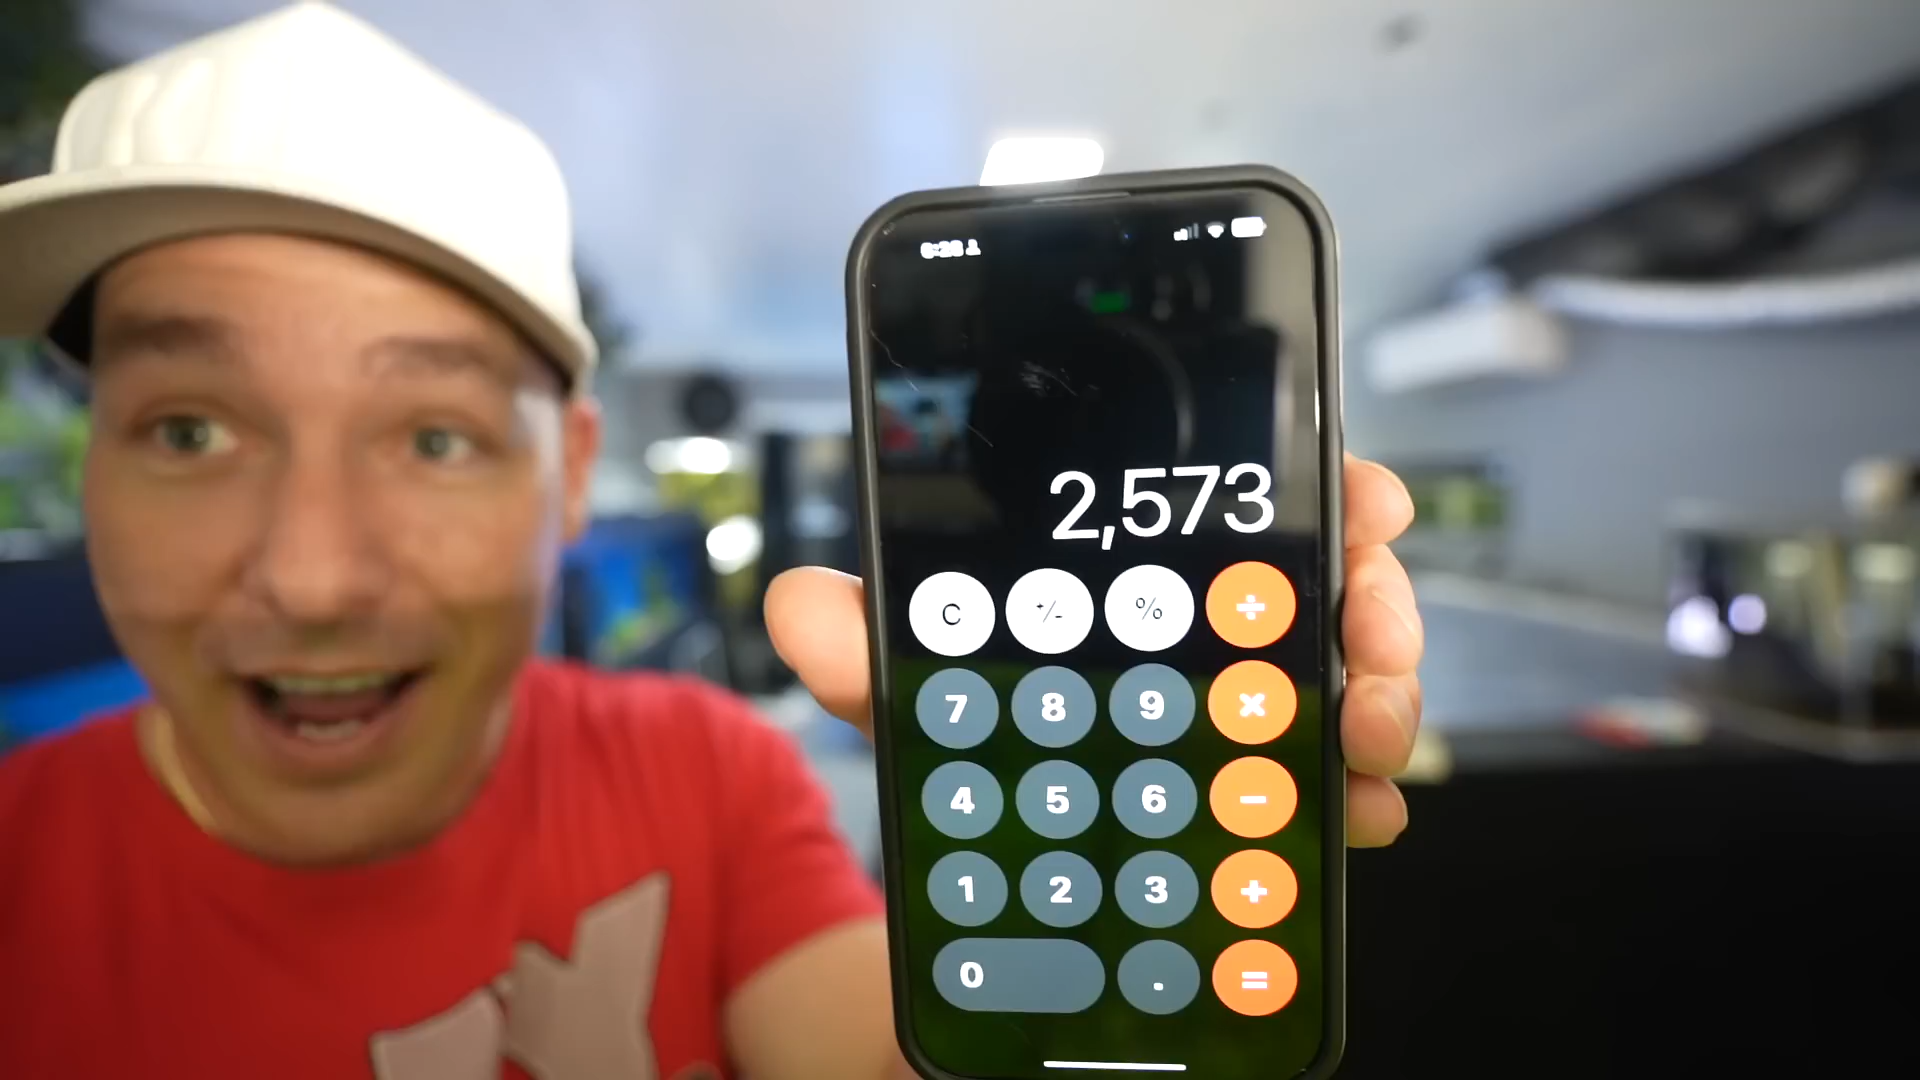 2,573
C +/- % ÷
7 8 9 ×
4 5 6 −
1 2 3 +
0 . =